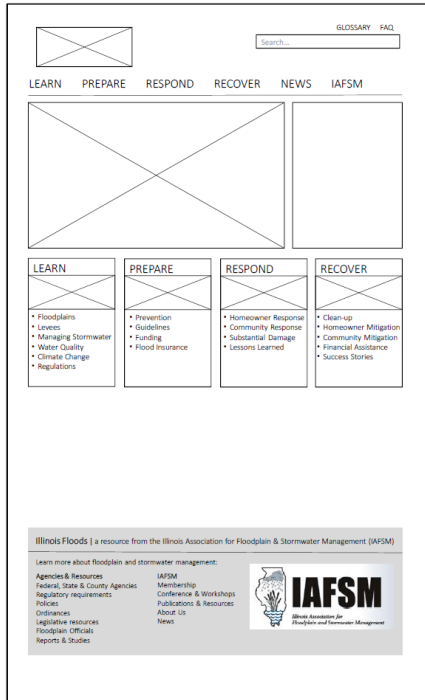 GLOSSARY FAQ
Search...
LEARN PREPARE RESPOND RECOVER NEWS IAFSM
LEARN
• Floodplains
• Levees
• Managing Stormwater
• Water Quality
• Climate Change
• Regulations
PREPARE
• Prevention
• Guidelines
• Funding
• Flood Insurance
RESPOND
• Homeowner Response
• Community Response
• Substantial Damage
• Lessons Learned
RECOVER
• Clean-up
• Homeowner Mitigation
• Community Mitigation
• Financial Assistance
• Success Stories
Illinois Floods | a resource from the Illinois Association for Floodplain & Stormwater Management (IAFSM)
Learn more about floodplain and stormwater management:
Agencies & Resources
Federal, State & County Agencies
Regulatory requirements
Policies
Ordinances
Legislative resources
Floodplain Officials
Reports & Studies
IAFSM
Membership
Conference & Workshops
Publications & Resources
About Us
News
IAFSM
Illinois Association for
Floodplain and Stormwater Management